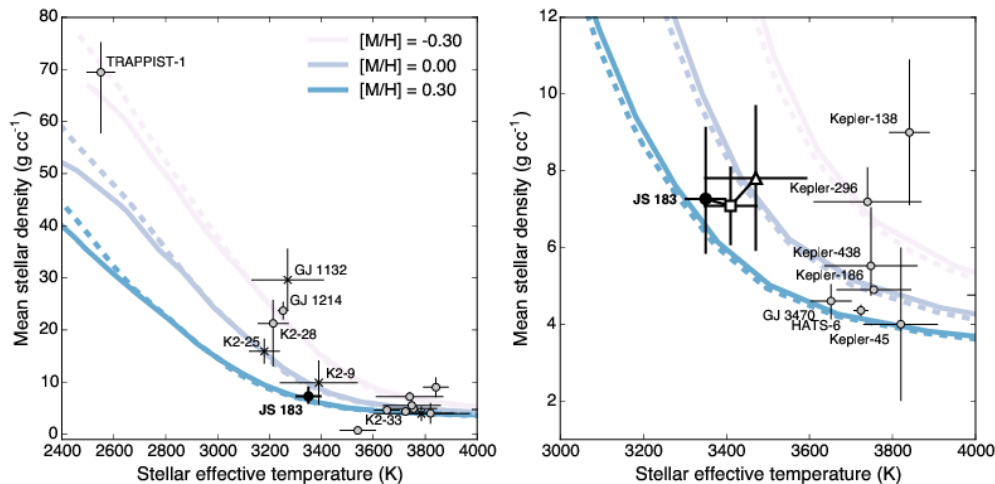 80
70
60
50
40
30
20
10
0
Mean stellar density (g cc⁻¹)
TRAPPIST-1
[M/H] = -0.30
[M/H] = 0.00
[M/H] = 0.30
GJ 1132
GJ 1214
K2-28
K2-25
K2-9
JS 183
K2-33
2400 2600 2800 3000 3200 3400 3600 3800 4000
Stellar effective temperature (K)
12
10
8
6
4
2
0
Mean stellar density (g cc⁻¹)
Kepler-138
Kepler-296
JS 183
Kepler-438
Kepler-186
GJ 3470
HATS-6
Kepler-45
3000 3200 3400 3600 3800 4000
Stellar effective temperature (K)